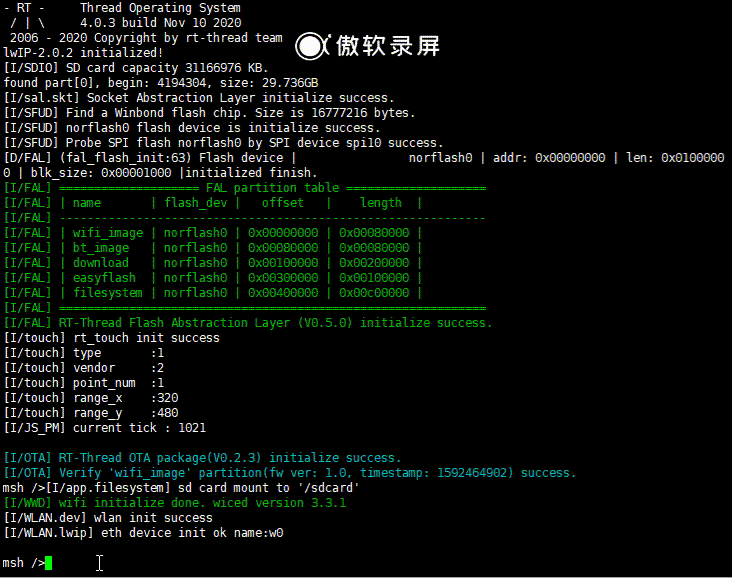 - RT -     Thread Operating System
 / | \     4.0.3 build Nov 10 2020
 2006 - 2020 Copyright by rt-thread team
傲软录屏
lwIP-2.0.2 initialized!
[I/SDIO] SD card capacity 31166976 KB.
found part[0], begin: 4194304, size: 29.736GB
[I/sal.skt] Socket Abstraction Layer initialize success.
[I/SFUD] Find a Winbond flash chip. Size is 16777216 bytes.
[I/SFUD] norflash0 flash device is initialize success.
[I/SFUD] Probe SPI flash norflash0 by SPI device spi10 success.
[D/FAL] (fal_flash_init:63) Flash device |                norflash0 | addr: 0x00000000 | len: 0x0100000
0 | blk_size: 0x00001000 |initialized finish.
[I/FAL] ==================== FAL partition table ====================
[I/FAL] | name       | flash_dev |   offset   |    length  |
[I/FAL] -------------------------------------------------------------
[I/FAL] | wifi_image | norflash0 | 0x00000000 | 0x00080000 |
[I/FAL] | bt_image   | norflash0 | 0x00080000 | 0x00080000 |
[I/FAL] | download   | norflash0 | 0x00100000 | 0x00200000 |
[I/FAL] | easyflash  | norflash0 | 0x00300000 | 0x00100000 |
[I/FAL] | filesystem | norflash0 | 0x00400000 | 0x00c00000 |
[I/FAL] =============================================================
[I/FAL] RT-Thread Flash Abstraction Layer (V0.5.0) initialize success.
[I/touch] rt_touch init success
[I/touch] type       :1
[I/touch] vendor     :2
[I/touch] point_num  :1
[I/touch] range_x    :320
[I/touch] range_y    :480
[I/JS_PM] current tick : 1021
[I/OTA] RT-Thread OTA package(V0.2.3) initialize success.
[I/OTA] Verify 'wifi_image' partition(fw ver: 1.0, timestamp: 1592464902) success.
msh />[I/app.filesystem] sd card mount to '/sdcard'
[I/WWD] wifi initialize done. wiced version 3.3.1
[I/WLAN.dev] wlan init success
[I/WLAN.lwip] eth device init ok name:w0
msh />